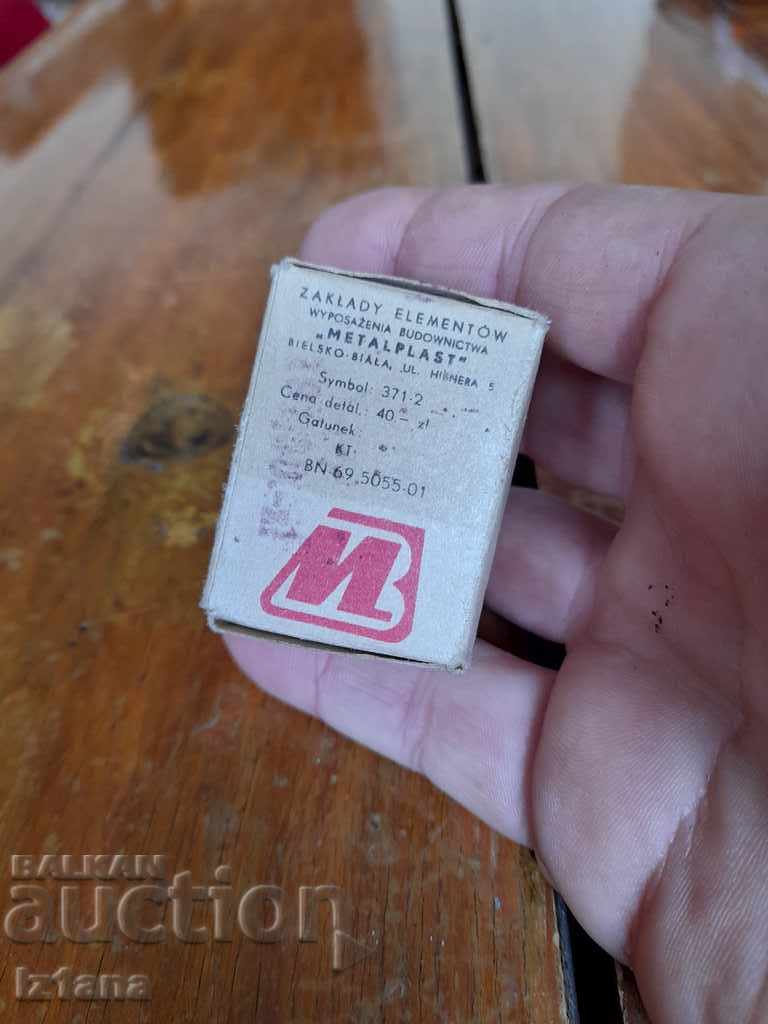 ZAKŁADY ELEMENTÓW
WYPOSAŻENIA BUDOWNICTWA
„METALPLAST"
BIELSKO-BIAŁA, UL. HIBNERA 5
Symbol: 371-2
Cena detal.: 40.— zł
Gatunek:
KT
BN-69 5055-01
MB
BALKAN
auction
Iz1ana